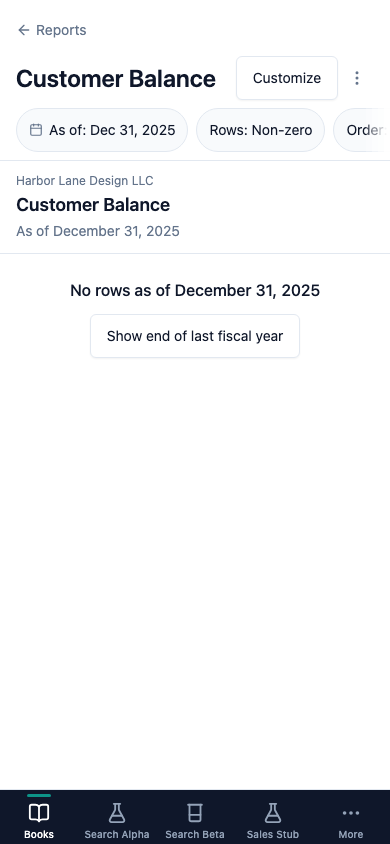 Reports
Customer Balance
Customize
As of: Dec 31, 2025
Rows: Non-zero
Order
Harbor Lane Design LLC
Customer Balance
As of December 31, 2025
No rows as of December 31, 2025
Show end of last fiscal year
Books
Search Alpha
Search Beta
Sales Stub
More